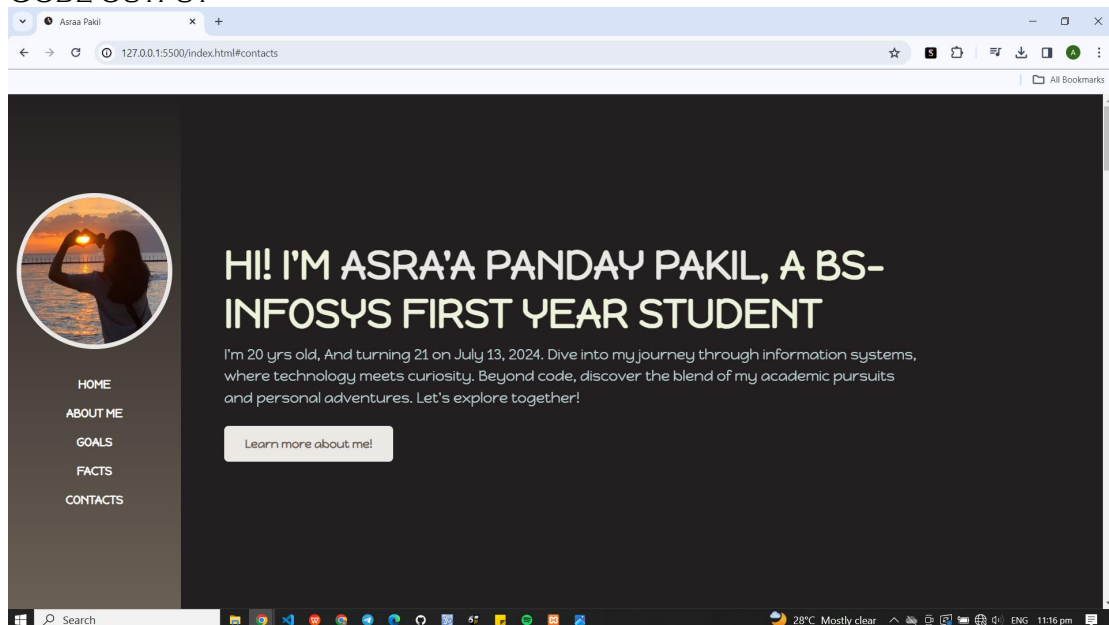 CODE OUTPUT
Asraa Pakil
127.0.0.1:5500/index.html#contacts
S
A
All Bookmarks
HI! I'M ASRA'A PANDAY PAKIL, A BS-
INFOSYS FIRST YEAR STUDENT
I'm 20 yrs old, And turning 21 on July 13, 2024. Dive into my journey through information systems,
where technology meets curiosity. Beyond code, discover the blend of my academic pursuits
and personal adventures. Let's explore together!
Learn more about me!
HOME
ABOUT ME
GOALS
FACTS
CONTACTS
Search
28°C Mostly clear
ENG
11:16 pm